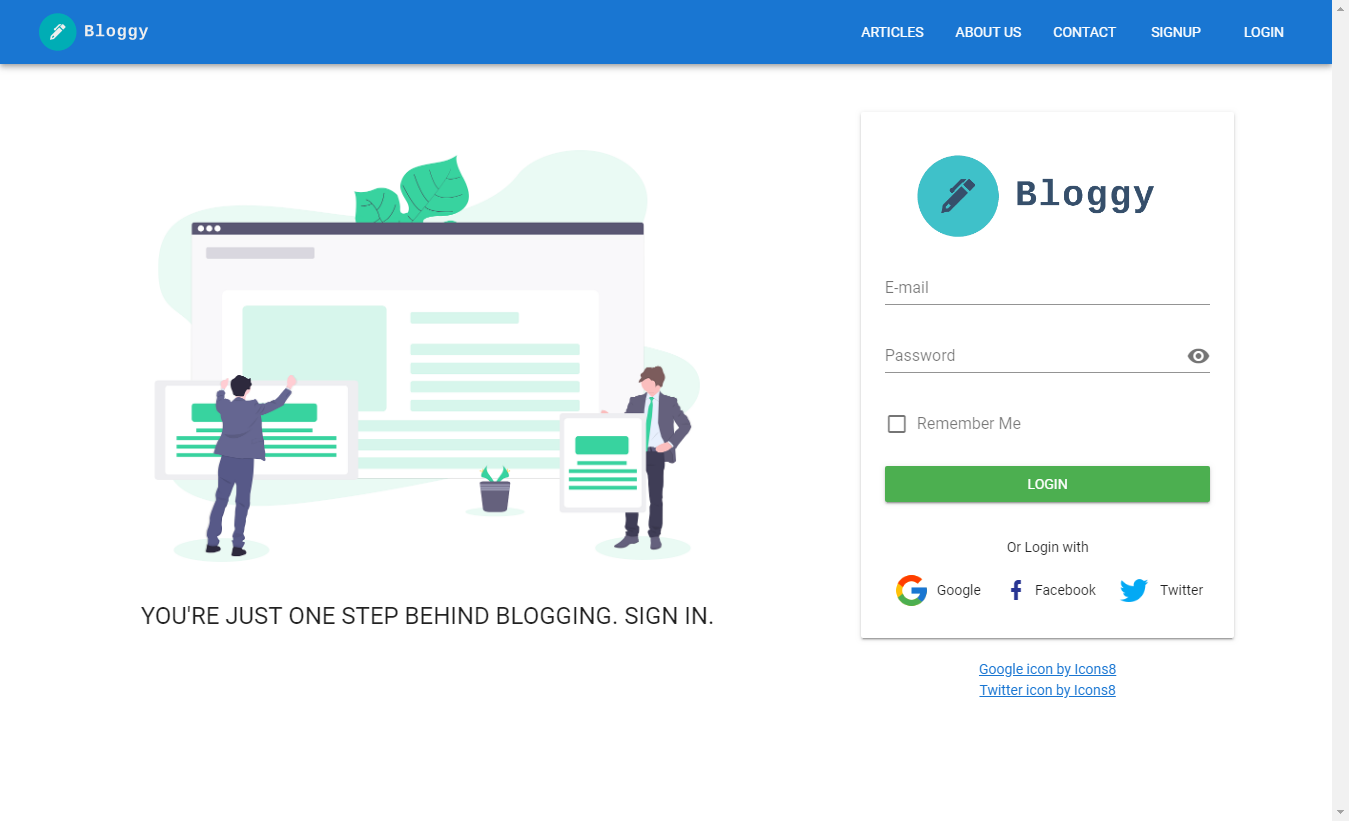 Bloggy
ARTICLES ABOUT US CONTACT SIGNUP LOGIN
YOU'RE JUST ONE STEP BEHIND BLOGGING. SIGN IN.
Bloggy
E-mail
Password
Remember Me
LOGIN
Or Login with
Google Facebook Twitter
Google icon by Icons8
Twitter icon by Icons8